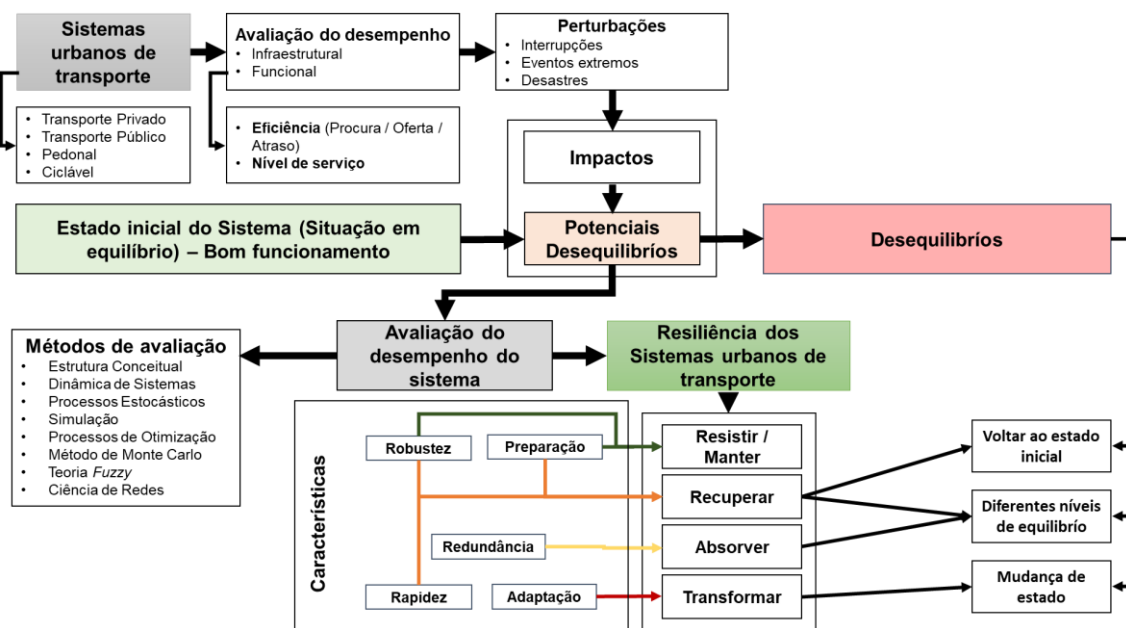 Sistemas
urbanos de
transporte
Avaliação do desempenho
• Infraestrutural
• Funcional
Perturbações
• Interrupções
• Eventos extremos
• Desastres
• Transporte Privado
• Transporte Público
• Pedonal
• Ciclável
• Eficiência (Procura / Oferta /
Atraso)
• Nível de serviço
Impactos
Estado inicial do Sistema (Situação em
equilíbrio) – Bom funcionamento
Potenciais
Desequilibríos
Desequilibríos
Métodos de avaliação
• Estrutura Conceitual
• Dinâmica de Sistemas
• Processos Estocásticos
• Simulação
• Processos de Otimização
• Método de Monte Carlo
• Teoria Fuzzy
• Ciência de Redes
Avaliação do
desempenho do
sistema
Resiliência dos
Sistemas urbanos de
transporte
Características
Robustez
Preparação
Redundância
Rapidez
Adaptação
Resistir /
Manter
Recuperar
Absorver
Transformar
Voltar ao estado
inicial
Diferentes níveis
de equilibrío
Mudança de
estado